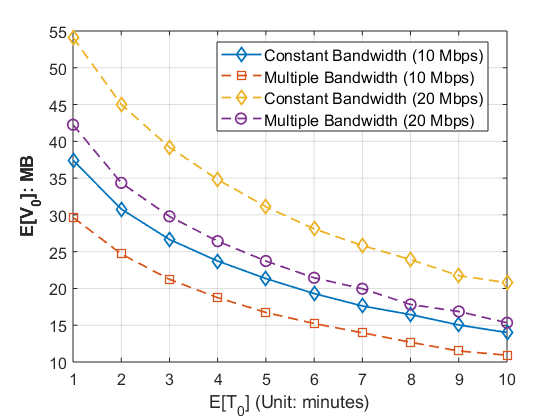 55
50
45
40
35
30
25
20
15
10
E[V0]: MB
Constant Bandwidth (10 Mbps)
Multiple Bandwidth (10 Mbps)
Constant Bandwidth (20 Mbps)
Multiple Bandwidth (20 Mbps)
1 2 3 4 5 6 7 8 9 10
E[T0] (Unit: minutes)